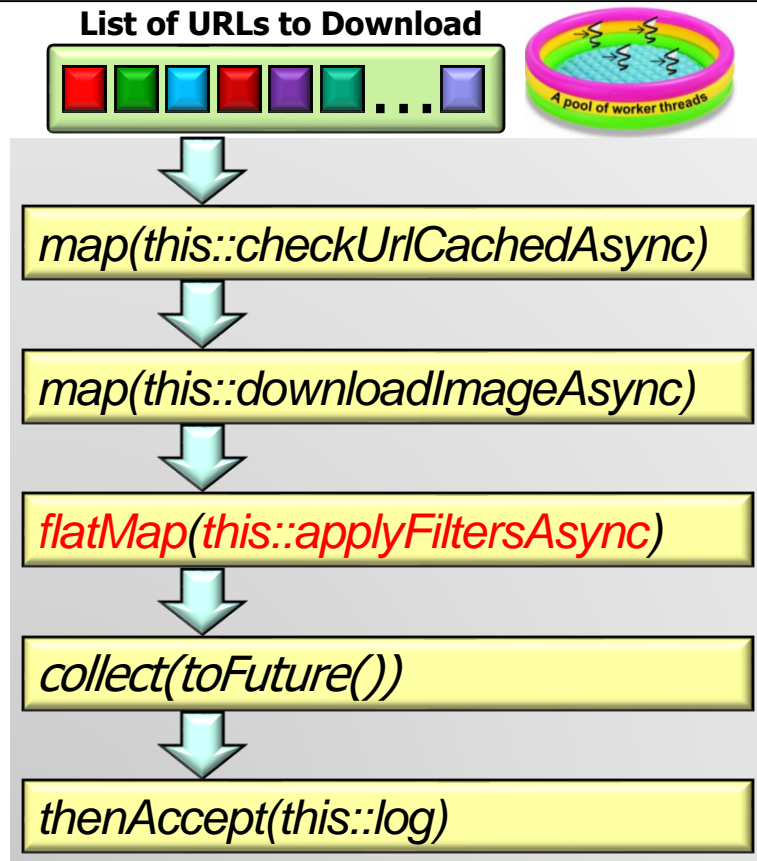 List of URLs to Download
...
A pool of worker threads
map(this::checkUrlCachedAsync)
map(this::downloadImageAsync)
flatMap(this::applyFiltersAsync)
collect(toFuture())
thenAccept(this::log)